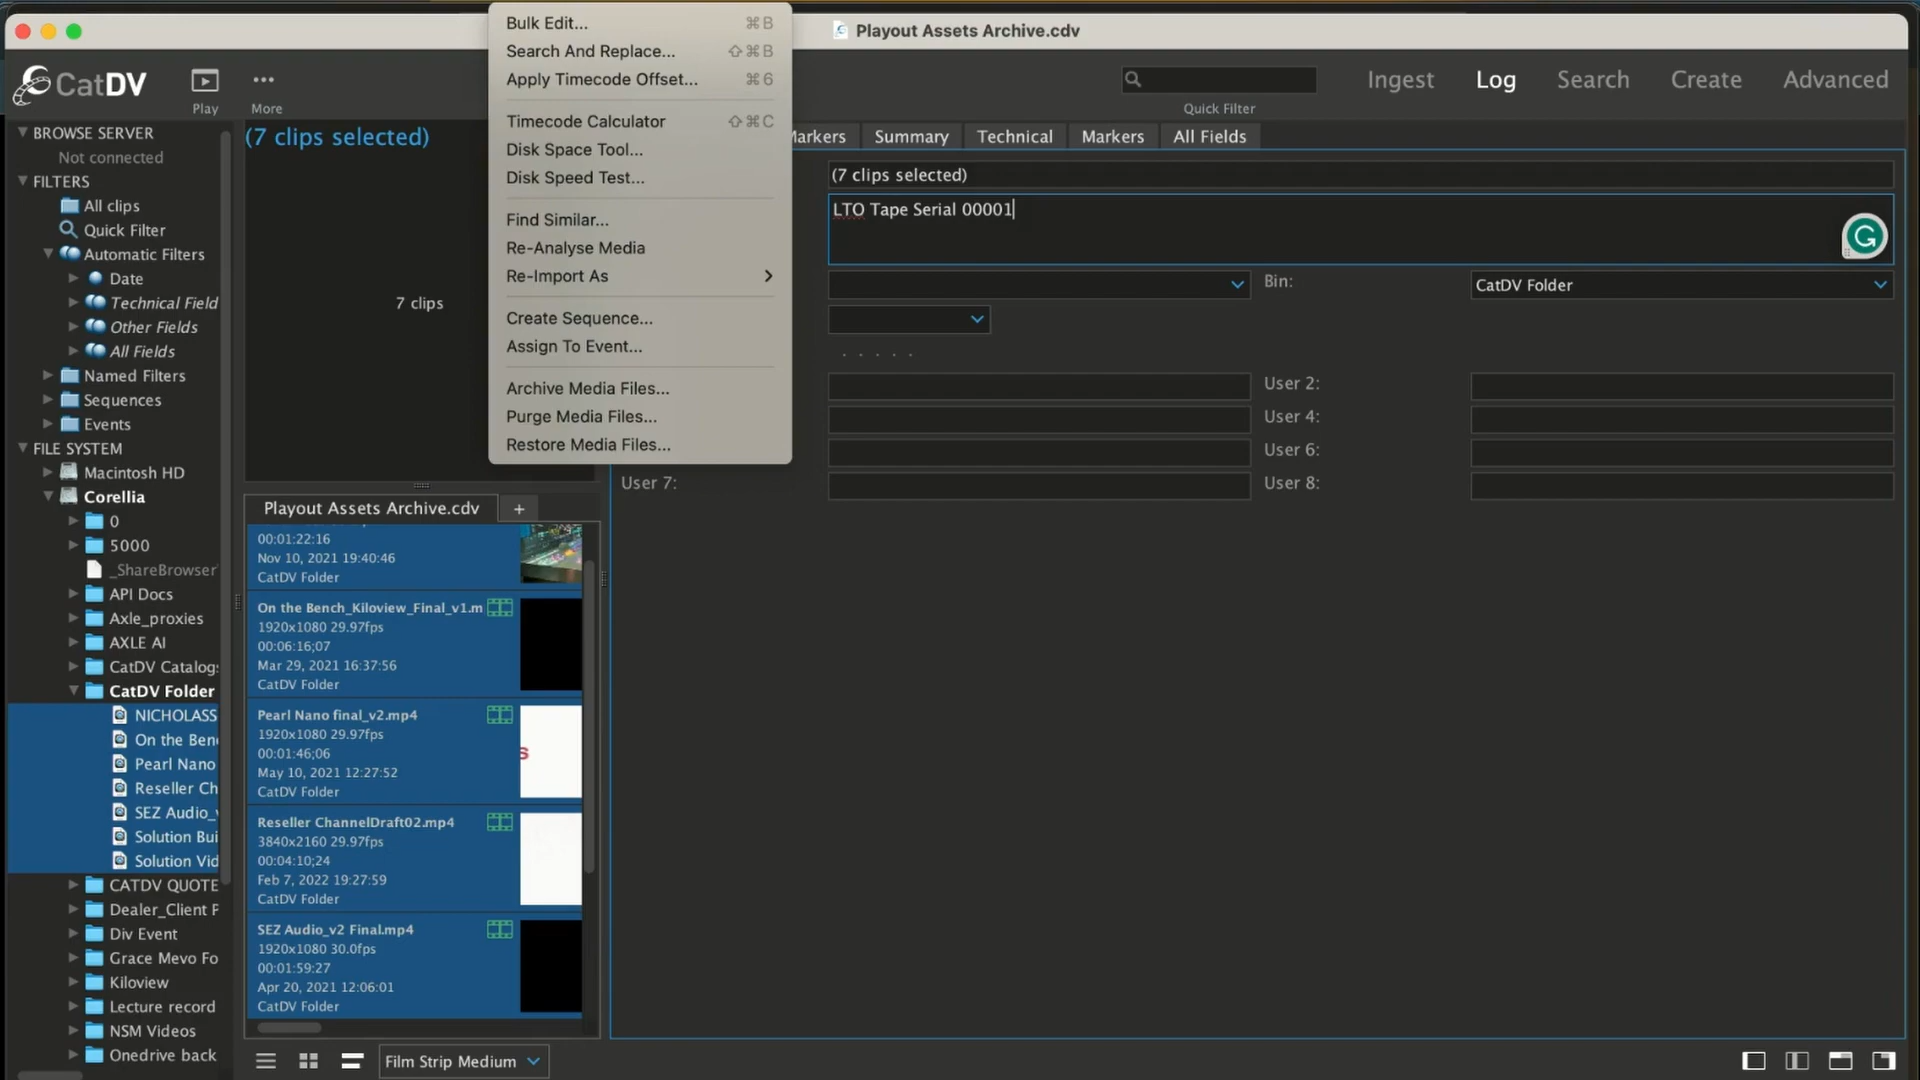 Bulk Edit... ⌘B
Search And Replace... ⇧⌘B
Apply Timecode Offset... ⌘6
Timecode Calculator ⇧⌘C
Disk Space Tool...
Disk Speed Test...
Find Similar...
Re-Analyse Media
Re-Import As
Create Sequence...
Assign To Event...
Archive Media Files...
Purge Media Files...
Restore Media Files...
Playout Assets Archive.cdv
CatDV
Play
More
Quick Filter
Ingest
Log
Search
Create
Advanced
BROWSE SERVER
Not connected
FILTERS
All clips
Quick Filter
Automatic Filters
Date
Technical Field
Other Fields
All Fields
Named Filters
Sequences
Events
FILE SYSTEM
Macintosh HD
Corellia
0
5000
_ShareBrowser
API Docs
Axle_proxies
AXLE AI
CatDV Catalog
CatDV Folder
NICHOLASS
On the Ben
Pearl Nano
Reseller Ch
SEZ Audio_
Solution Bui
Solution Vid
CATDV QUOTE
Dealer_Client P
Div Event
Grace Mevo Fo
Kiloview
Lecture record
NSM Videos
Onedrive back
(7 clips selected)
7 clips
Playout Assets Archive.cdv +
00:01:22:16
Nov 10, 2021 19:40:46
CatDV Folder
On the Bench_Kiloview_Final_v1.m
1920x1080 29.97fps
00:06:16;07
Mar 29, 2021 16:37:56
CatDV Folder
Pearl Nano final_v2.mp4
1920x1080 29.97fps
00:01:46;06
May 10, 2021 12:27:52
CatDV Folder
s
Reseller ChannelDraft02.mp4
3840x2160 29.97fps
00:04:10;24
Feb 7, 2022 19:27:59
CatDV Folder
SEZ Audio_v2 Final.mp4
1920x1080 30.0fps
00:01:59:27
Apr 20, 2021 12:06:01
CatDV Folder
Film Strip Medium
Markers
Summary
Technical
Markers
All Fields
(7 clips selected)
LTO Tape Serial 00001
G
Bin: CatDV Folder
User 2:
User 4:
User 6:
User 7: User 8: